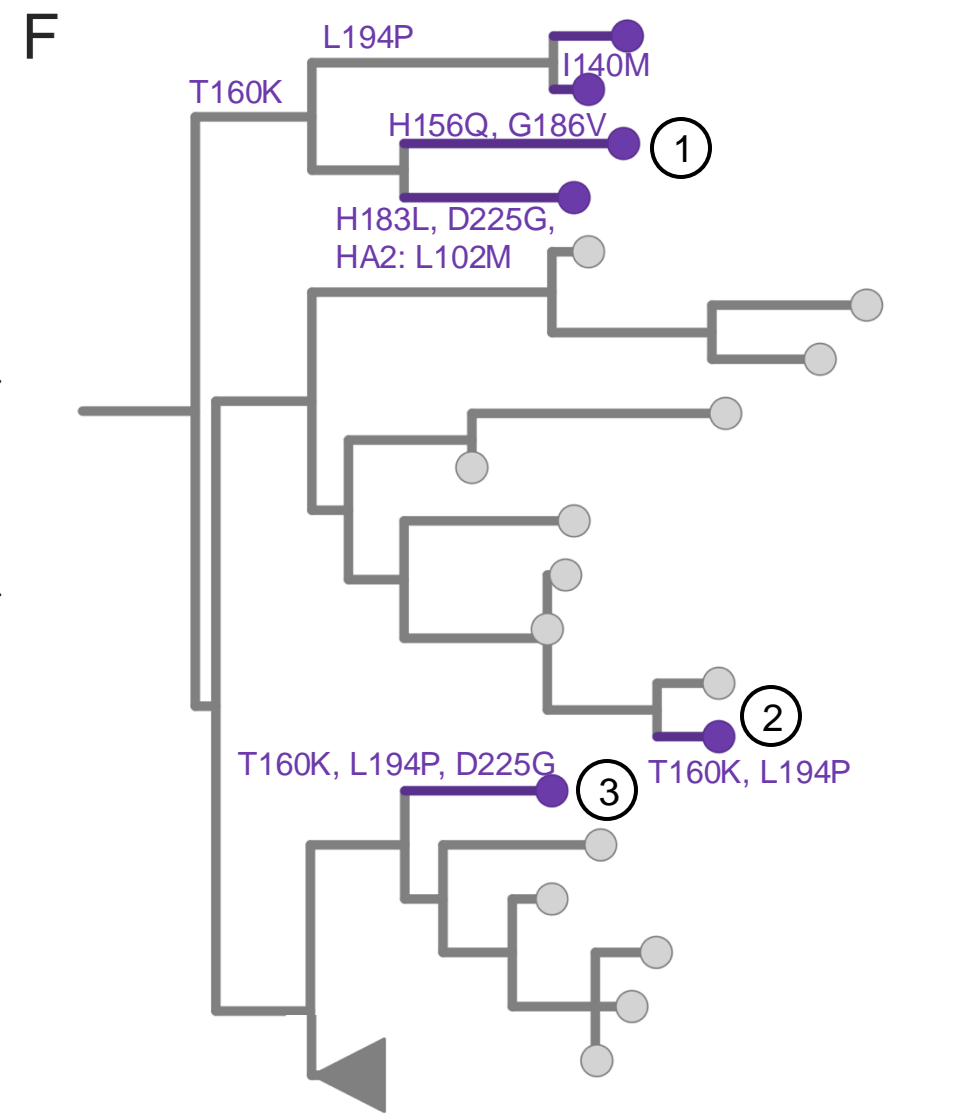 F
L194P
I140M
T160K
H156Q, G186V
1
H183L, D225G,
HA2: L102M
2
T160K, L194P, D225G
T160K, L194P
3